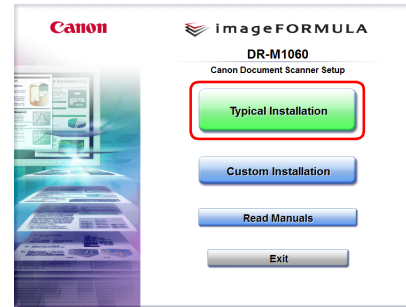 Canon
imageFORMULA
DR-M1060
Canon Document Scanner Setup
Typical Installation
Custom Installation
Read Manuals
Exit